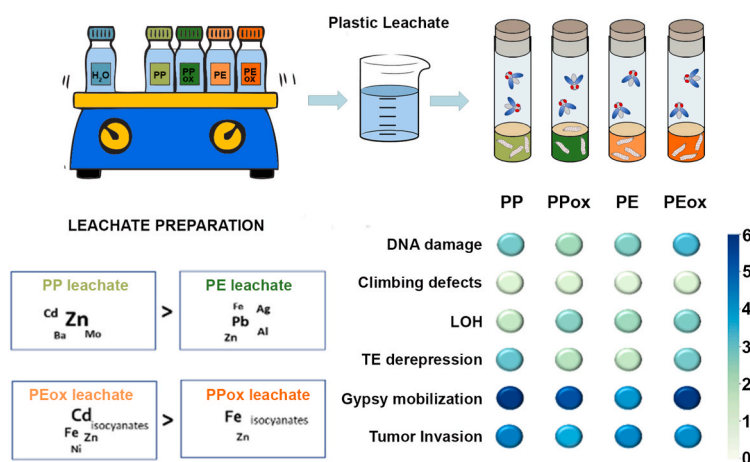 Plastic Leachate
H2O
PP
PP
ox
PE
PE
ox
PP PPox PE PEox
LEACHATE PREPARATION
PP leachate
Cd Zn
Ba Mo
>
PE leachate
Fe Ag
Pb
Zn Al
PEox leachate
Cd
isocyanates
Fe Zn
Ni
>
PPox leachate
Fe isocyanates
Zn
DNA damage
Climbing defects
LOH
TE derepression
Gypsy mobilization
Tumor Invasion
6
5
4
3
2
1
0